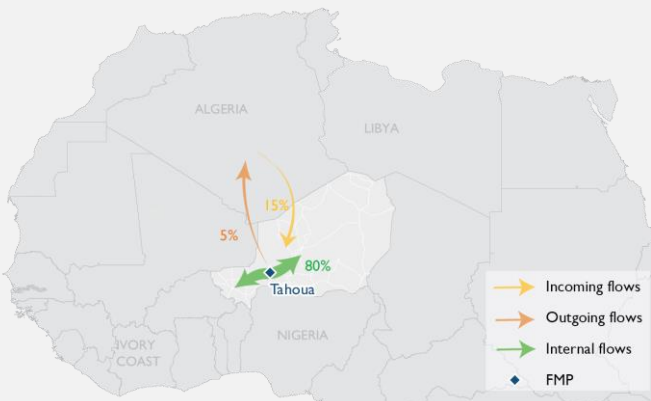 ALGERIA
LIBYA
15%
5%
80%
Tahoua
NIGERIA
IVORY
COAST
Incoming flows
Outgoing flows
Internal flows
FMP